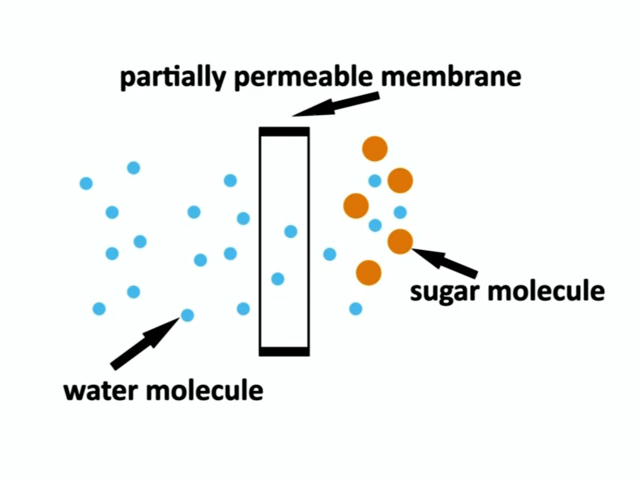 partially permeable membrane
sugar molecule
water molecule